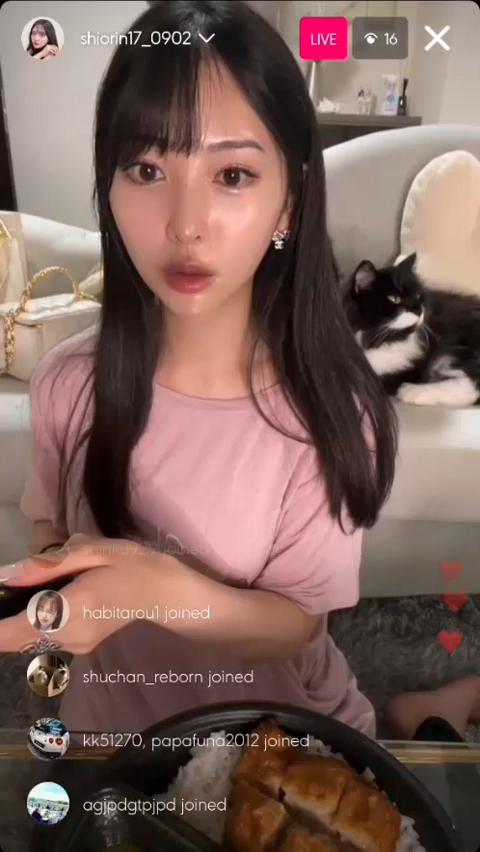 shiorin17_0902
LIVE
16
habitarou1 joined
shuchan_reborn joined
kk51270, papafuna2012 joined
agjpdgtpjpd joined